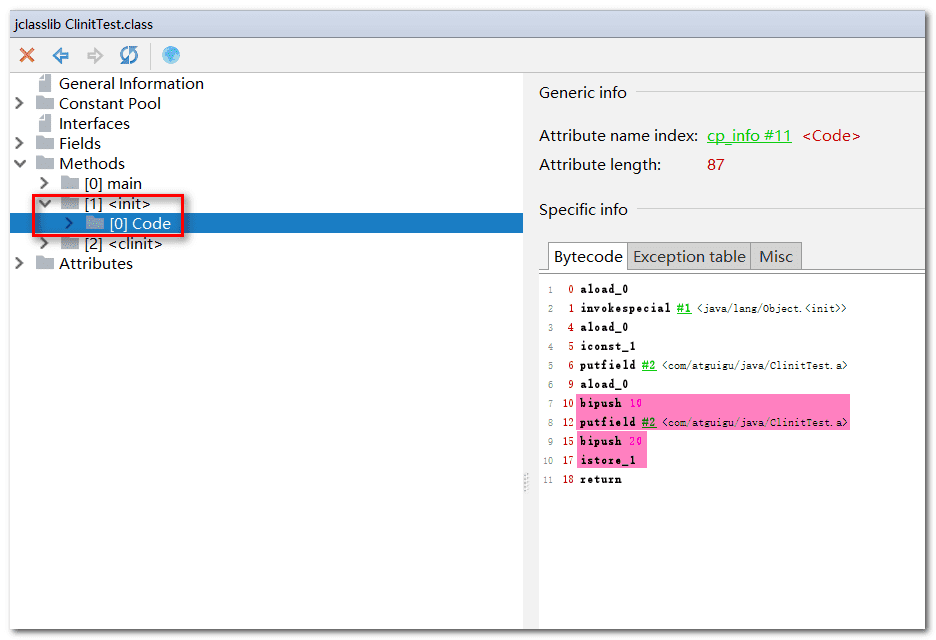 jclasslib ClinitTest.class
General Information
Constant Pool
Interfaces
Fields
Methods
[0] main
[1] <init>
[0] Code
[2] <clinit>
Attributes
Generic info
Attribute name index: cp_info #11 <Code>
Attribute length: 87
Specific info
Bytecode Exception table Misc
1 0 aload_0
2 1 invokespecial #1 <java/lang/Object.<init>>
3 4 aload_0
4 5 iconst_1
5 6 putfield #2 <com/atguigu/java/ClinitTest.a>
6 9 aload_0
7 10 bipush 10
8 12 putfield #2 <com/atguigu/java/ClinitTest.a>
9 15 bipush 20
10 17 istore_1
11 18 return